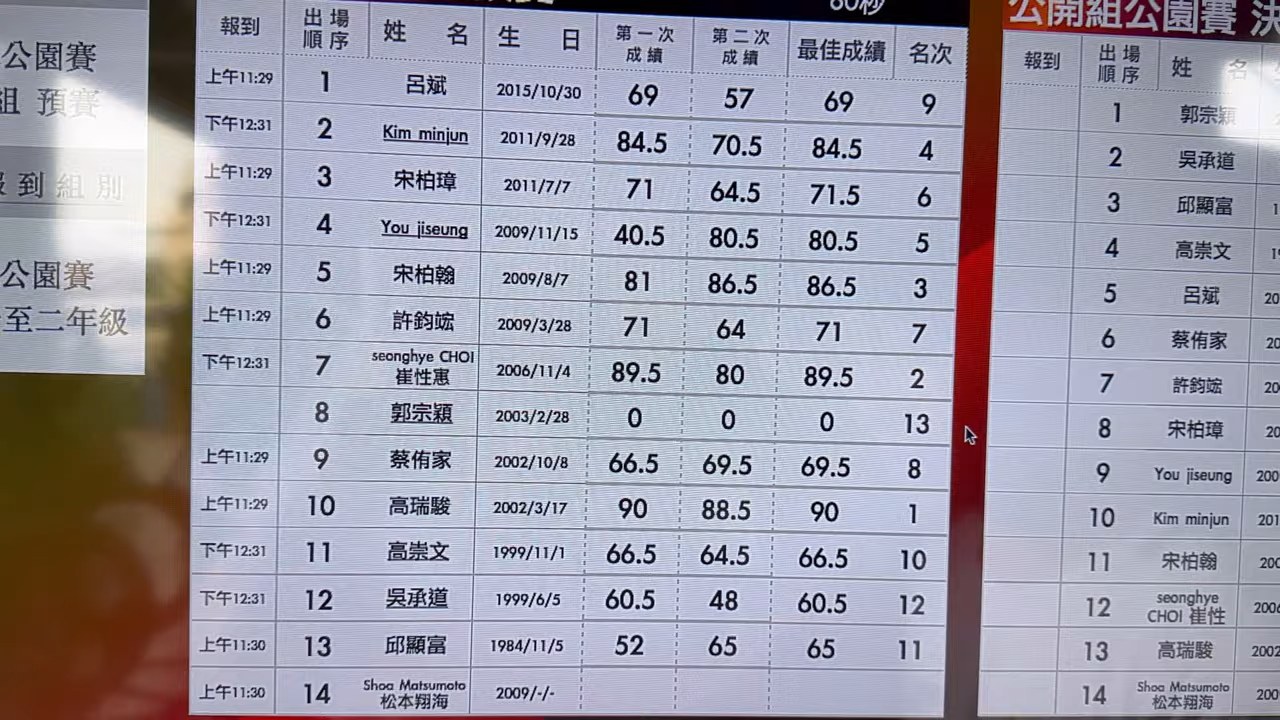 公園賽
組 預賽
報到組別
公園賽
至二年級
60秒
報到 出場順序 姓名 生日 第一次成績 第二次成績 最佳成績 名次
上午11:29 1 呂斌 2015/10/30 69 57 69 9
下午12:31 2 Kim minjun 2011/9/28 84.5 70.5 84.5 4
上午11:29 3 宋柏璋 2011/7/7 71 64.5 71.5 6
下午12:31 4 You jiseung 2009/11/15 40.5 80.5 80.5 5
上午11:29 5 宋柏翰 2009/8/7 81 86.5 86.5 3
上午11:29 6 許鈞浤 2009/3/28 71 64 71 7
下午12:31 7 seonghye CHOI 崔性惠 2006/11/4 89.5 80 89.5 2
8 郭宗穎 2003/2/28 0 0 0 13
上午11:29 9 蔡侑家 2002/10/8 66.5 69.5 69.5 8
上午11:29 10 高瑞駿 2002/3/17 90 88.5 90 1
下午12:31 11 高崇文 1999/11/1 66.5 64.5 66.5 10
下午12:31 12 吳承道 1999/6/5 60.5 48 60.5 12
上午11:30 13 邱顯富 1984/11/5 52 65 65 11
上午11:30 14 Shoa Matsumoto 松本翔海 2009/-/-
公開組公園賽 決
報到 出場順序 姓名
1 郭宗穎
2 吳承道
3 邱顯富
4 高崇文
5 呂斌
6 蔡侑家
7 許鈞浤
8 宋柏璋
9 You jiseung
10 Kim minjun
11 宋柏翰
12 seonghye CHOI 崔性
13 高瑞駿
14 Shoa Matsumoto 松本翔海